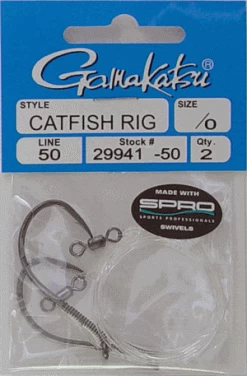 Gamakatsu®
STYLE
CATFISH RIG
SIZE
/0
LINE
50
Stock #
29941 -50
Qty.
2
MADE WITH
SPRO
SPORTS PROFESSIONALS
SWIVELS